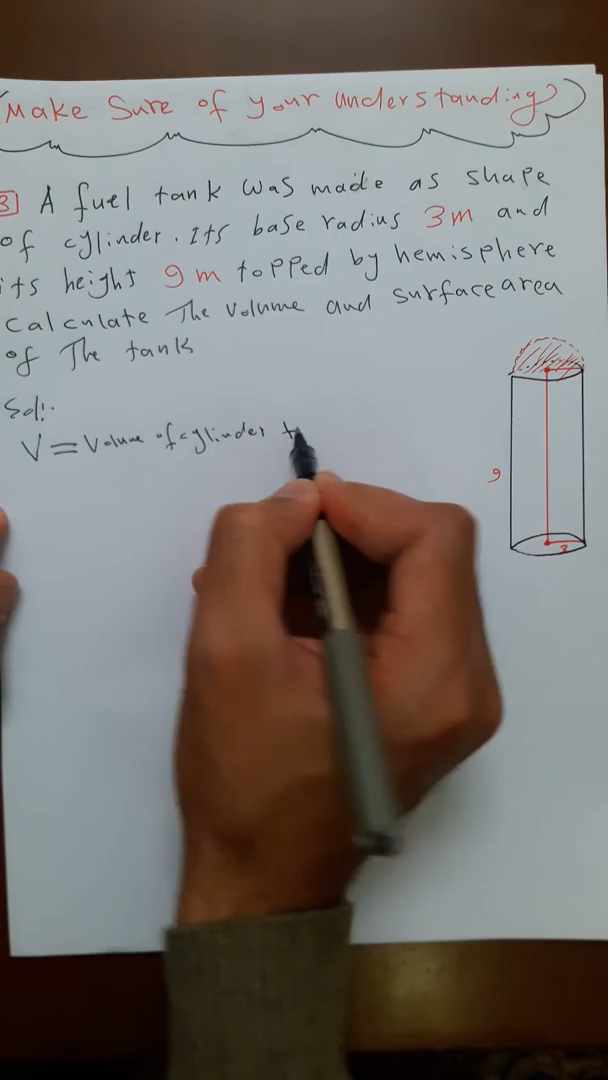 Make Sure of your understanding
3 A fuel tank was made as shape
of cylinder. Its base radius 3m and
its height 9 m topped by hemisphere
calculate The volume and surface area
of The tank
Sol:
V = Volume of cylinder +
9
3